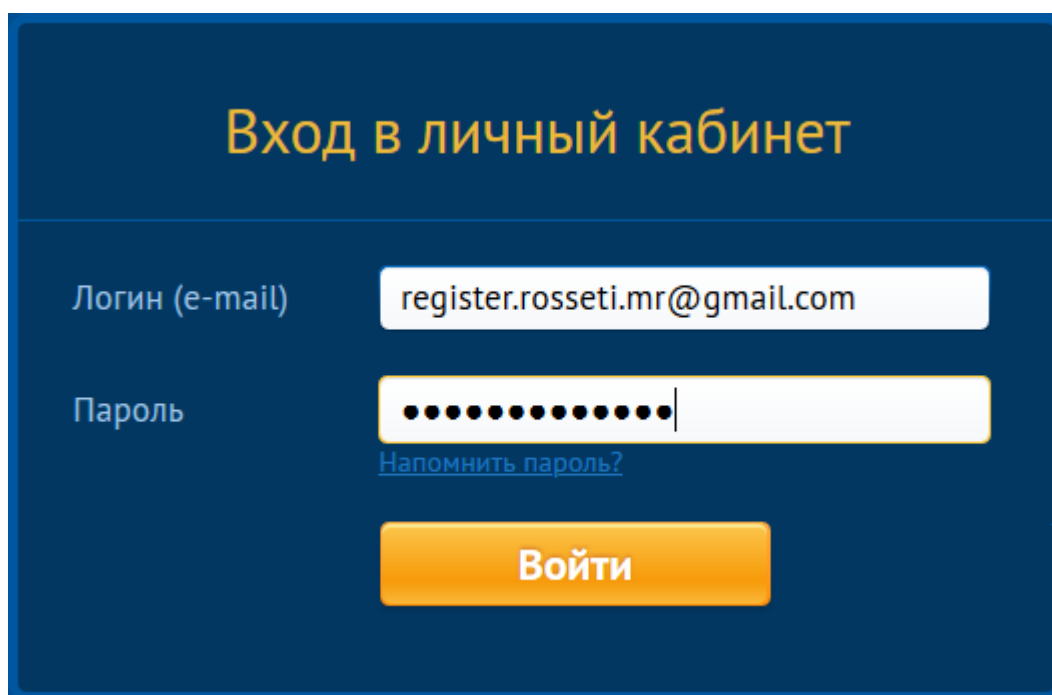 Вход в личный кабинет
Логин (e-mail) register.rosseti.mr@gmail.com
Пароль •••••••••••••
Напомнить пароль?
Войти